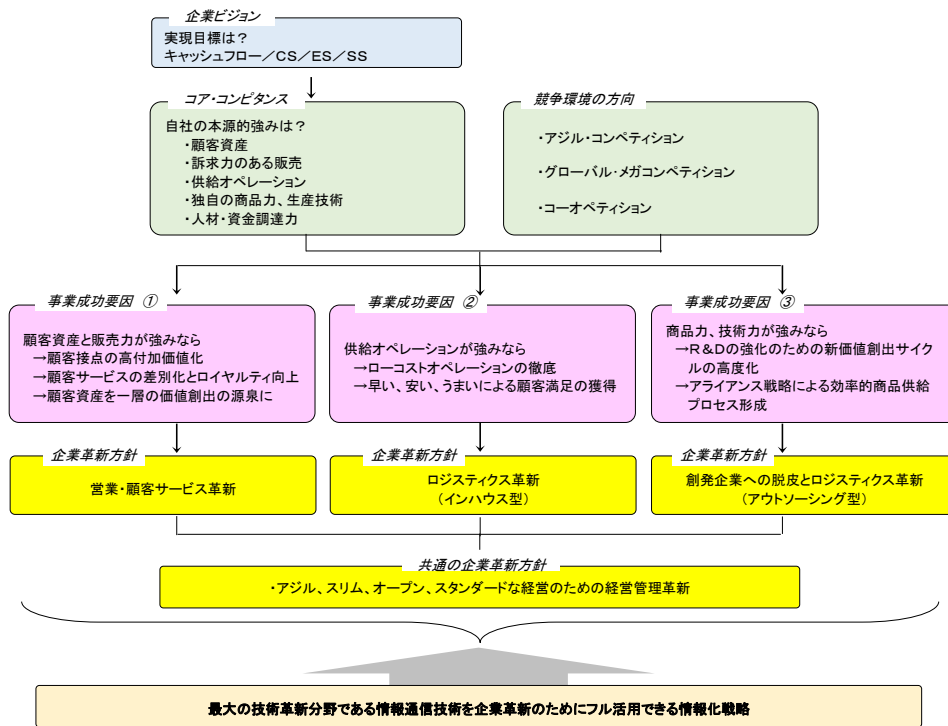 企業ビジョン
実現目標は？
キャッシュフロー／CS／ES／SS
コア・コンピタンス
自社の本源的強みは？
・顧客資産
・訴求力のある販売
・供給オペレーション
・独自の商品力、生産技術
・人材・資金調達力
競争環境の方向
・アジル・コンペティション
・グローバル・メガコンペティション
・コーオペティション
事業成功要因 ①
顧客資産と販売力が強みなら
→顧客接点の高付加価値化
→顧客サービスの差別化とロイヤルティ向上
→顧客資産を一層の価値創出の源泉に
事業成功要因 ②
供給オペレーションが強みなら
→ローコストオペレーションの徹底
→早い、安い、うまいによる顧客満足の獲得
事業成功要因 ③
商品力、技術力が強みなら
→R＆Dの強化のための新価値創出サイク
ルの高度化
→アライアンス戦略による効率的商品供給
プロセス形成
企業革新方針
営業・顧客サービス革新
企業革新方針
ロジスティクス革新
（インハウス型）
企業革新方針
創発企業への脱皮とロジスティクス革新
（アウトソーシング型）
共通の企業革新方針
・アジル、スリム、オープン、スタンダードな経営のための経営管理革新
最大の技術革新分野である情報通信技術を企業革新のためにフル活用できる情報化戦略